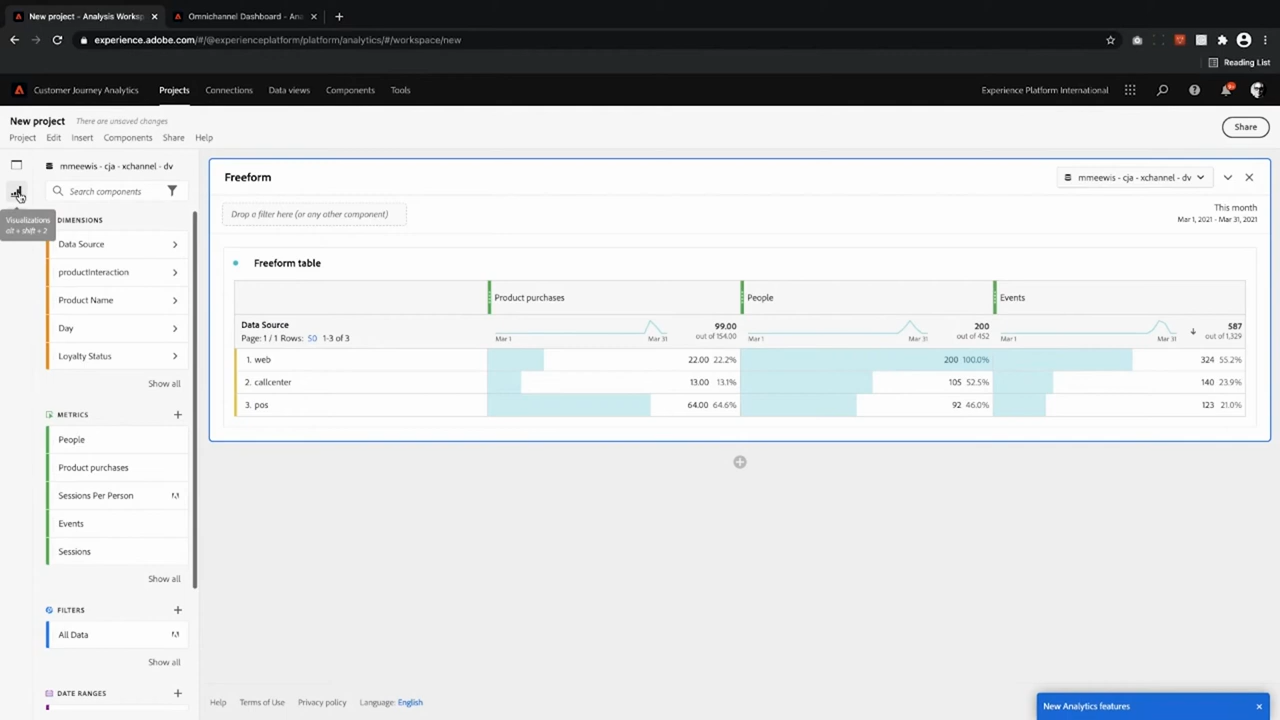 New project – Analysis Worksp
Omnichannel Dashboard - Ana
experience.adobe.com/#/@experienceplatform/platform/analytics/#/workspace/new
Reading List
Customer Journey Analytics
Projects
Connections
Data views
Components
Tools
Experience Platform International
New project
There are unsaved changes
Project
Edit
Insert
Components
Share
Help
Share
mmeewis - cja - xchannel - dv
Search components
Visualizations
alt + shift + 2
DIMENSIONS
Data Source
productInteraction
Product Name
Day
Loyalty Status
Show all
METRICS
People
Product purchases
Sessions Per Person
Events
Sessions
Show all
FILTERS
All Data
Show all
DATE RANGES
Freeform
mmeewis - cja - xchannel - dv
Drop a filter here (or any other component)
This month
Mar 1, 2021 - Mar 31, 2021
Freeform table
Product purchases
People
Events
Data Source
Page: 1 / 1 Rows: 50 1-3 of 3
Mar 1
Mar 31
99.00
out of 154.00
Mar 1
Mar 31
200
out of 452
Mar 1
Mar 31
587
out of 1,329
1. web 22.00 22.2% 200 100.0% 324 55.2%
2. callcenter 13.00 13.1% 105 52.5% 140 23.9%
3. pos 64.00 64.6% 92 46.0% 123 21.0%
Help
Terms of Use
Privacy policy
Language: English
New Analytics features